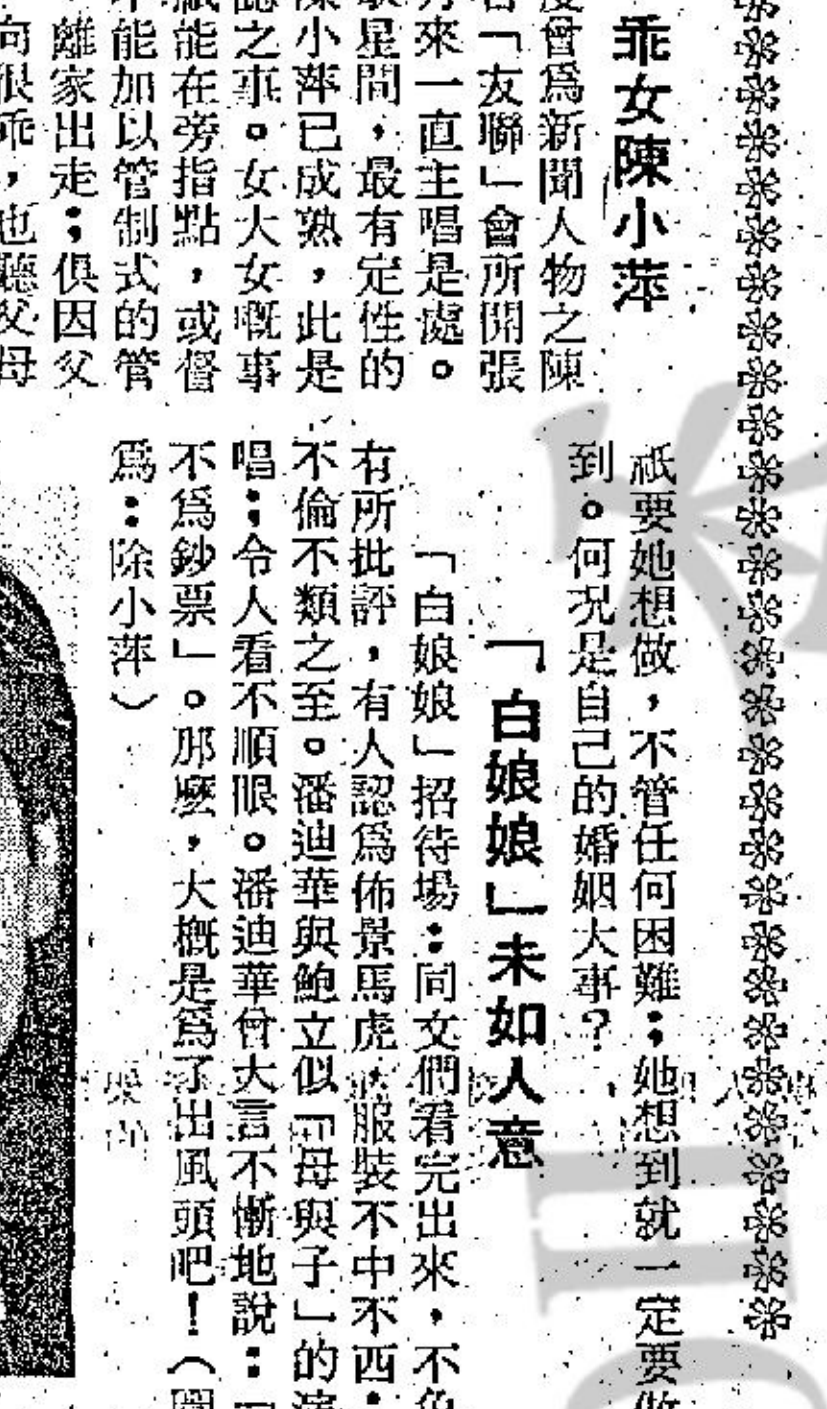 乖女陳小萍
度會爲新聞人物之陳
「友聯」會所開張
來一直主唱是處。
星間，最有定性的
陳小萍已成熟，此是
之事。女大女嘅事
祇能在旁指點，或督
能加以管制式的管
離家出走；俱因父
向很乖，也聽父母
祇要她想做，不管任何困難；她想到就一定要做
到。何况是自己的婚姻大事？
「白娘娘」未如人意
「白娘娘」招待場：同文們看完出來，不免
有所批評，有人認爲佈景馬虎，服裝不中不西：
不倫不類之至。潘迪華與鮑立似『母與子」的演
唱；令人看不順眼。潘迪華曾大言不慚地說：「
不爲鈔票」。那麽，大概是爲了出風頭吧！（圖
爲：陳小萍）